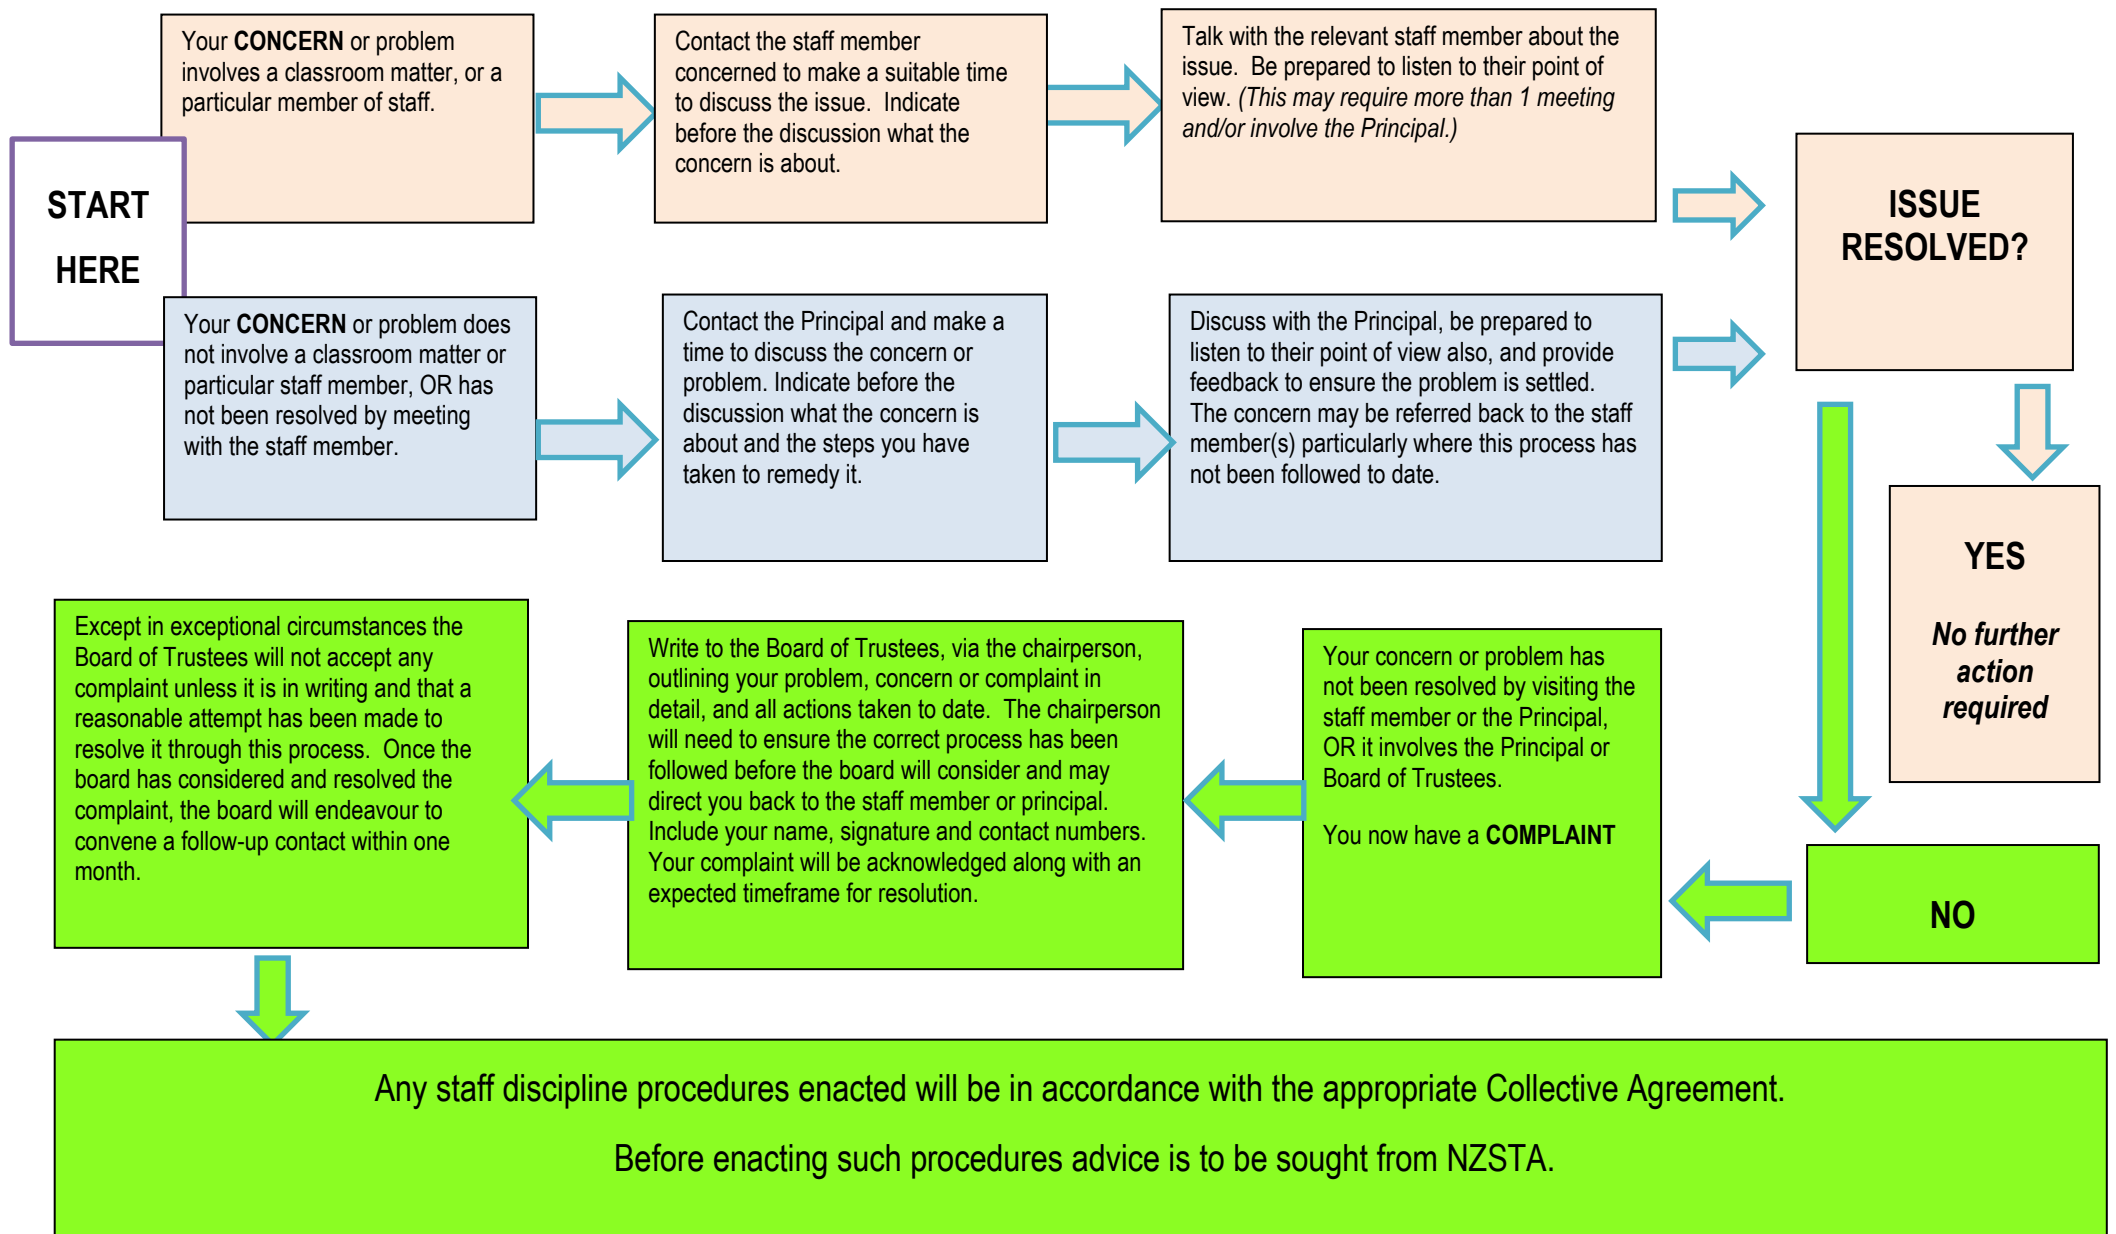 START
HERE
Your CONCERN or problem
involves a classroom matter, or a
particular member of staff.
Contact the staff member
concerned to make a suitable time
to discuss the issue.  Indicate
before the discussion what the
concern is about.
Talk with the relevant staff member about the
issue.  Be prepared to listen to their point of
view. (This may require more than 1 meeting
and/or involve the Principal.)
Your CONCERN or problem does
not involve a classroom matter or
particular staff member, OR has
not been resolved by meeting
with the staff member.
Contact the Principal and make a
time to discuss the concern or
problem. Indicate before the
discussion what the concern is
about and the steps you have
taken to remedy it.
Discuss with the Principal, be prepared to
listen to their point of view also, and provide
feedback to ensure the problem is settled.
The concern may be referred back to the staff
member(s) particularly where this process has
not been followed to date.
ISSUE
RESOLVED?
YES
No further
action
required
NO
Your concern or problem has
not been resolved by visiting the
staff member or the Principal,
OR it involves the Principal or
Board of Trustees.
You now have a COMPLAINT
Write to the Board of Trustees, via the chairperson,
outlining your problem, concern or complaint in
detail, and all actions taken to date.  The chairperson
will need to ensure the correct process has been
followed before the board will consider and may
direct you back to the staff member or principal.
Include your name, signature and contact numbers.
Your complaint will be acknowledged along with an
expected timeframe for resolution.
Except in exceptional circumstances the
Board of Trustees will not accept any
complaint unless it is in writing and that a
reasonable attempt has been made to
resolve it through this process.  Once the
board has considered and resolved the
complaint, the board will endeavour to
convene a follow-up contact within one
month.
Any staff discipline procedures enacted will be in accordance with the appropriate Collective Agreement.
Before enacting such procedures advice is to be sought from NZSTA.